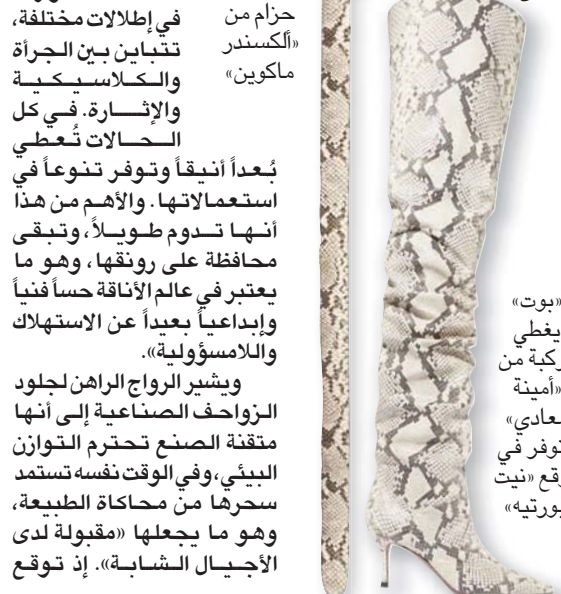 حزام من
«ألكسندر
ماكوين»
في إطلالات مختلفة،
تتباين بين الجرأة
والكلاسيكية
والإثارة. في كل
الحالات تُعطي
بُعداً أنيقاً وتوفر تنوعاً في
استعمالاتها. والأهم من هذا
أنها تدوم طويلاً، وتبقى
محافظة على رونقها، وهو ما
يعتبر في عالم الأناقة حساً فنياً
وإبداعياً بعيداً عن الاستهلاك
واللامسؤولية».
ويشير الرواج الراهن لجلود
الزواحف الصناعية إلى أنها
متقنة الصنع تحترم التوازن
البيئي، وفي الوقت نفسه تستمد
سحرها من محاكاة الطبيعة،
وهو ما يجعلها «مقبولة لدى
الأجيال الشابة». إذ توقع
«بوت»
يغطي
ركبة من
«أمينة
معادي»
توفر في
قع «نيت
بورتيه»